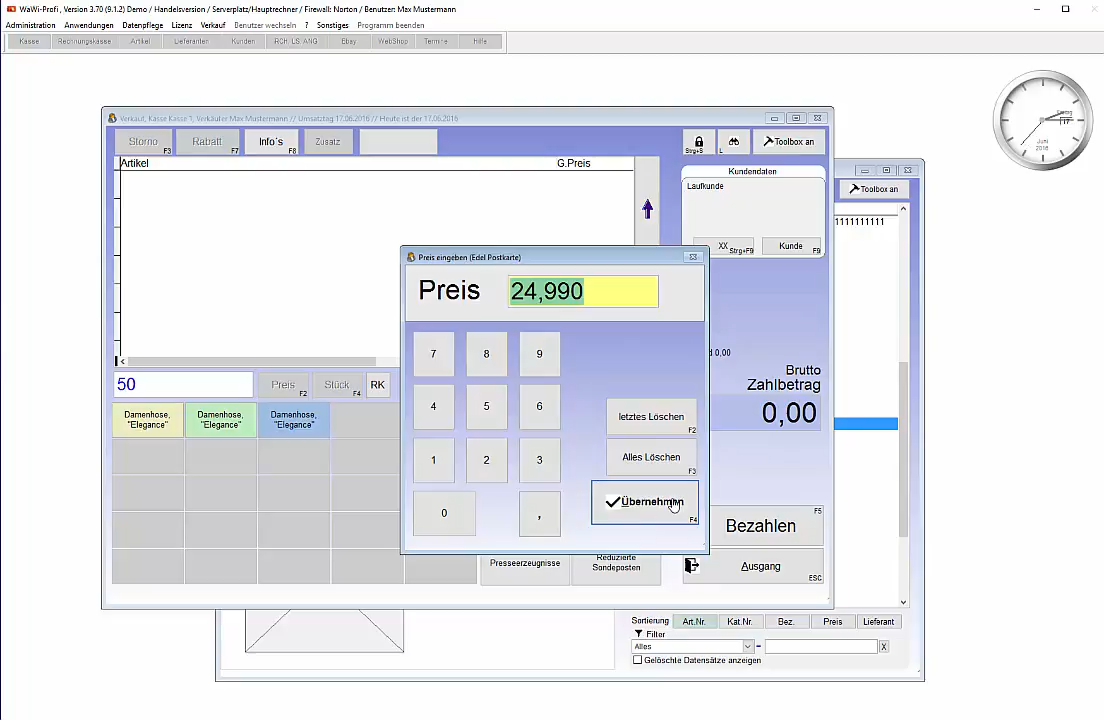 WaWi-Profi , Version 3.70 (9.1.2) Demo / Handelsversion / Serverplatz/Hauptrechner / Firewall: Norton / Benutzer: Max Mustermann
Administration Anwendungen Datenpflege Lizenz Verkauf Benutzer wechseln ? Sonstiges Programm beenden
Kasse Rechnungskasse Artikel Lieferanten Kunden RCH, LS, ANG Ebay WebShop Termine Hilfe
Verkauf, Kasse Kasse 1, Verkäufer Max Mustermann // Umsatztag 17.06.2016 // Heute ist der 17.06.2016
Storno F3 Rabatt F7 Info´s F8 Zusatz Strg+S L Toolbox an
Artikel G.Preis
Kundendaten
Laufkunde
XX Strg+F9 Kunde F9
Toolbox an
1111111111
Juni
2016
Preis eingeben (Edel Postkarte)
Preis 24,990
7 8 9
4 5 6
1 2 3
0 ,
letztes Löschen F2
Alles Löschen F3
Übernehmen F4
50 Preis F2 Stück F4 RK
Damenhose, "Elegance" Damenhose, "Elegance" Damenhose, "Elegance"
0,00
Brutto
Zahlbetrag
0,00
Bezahlen F5
Presseerzeugnisse Reduzierte Sondeposten
Ausgang ESC
Sortierung Art.Nr. Kat.Nr. Bez. Preis Lieferant
Filter
Alles = X
Gelöschte Datensätze anzeigen